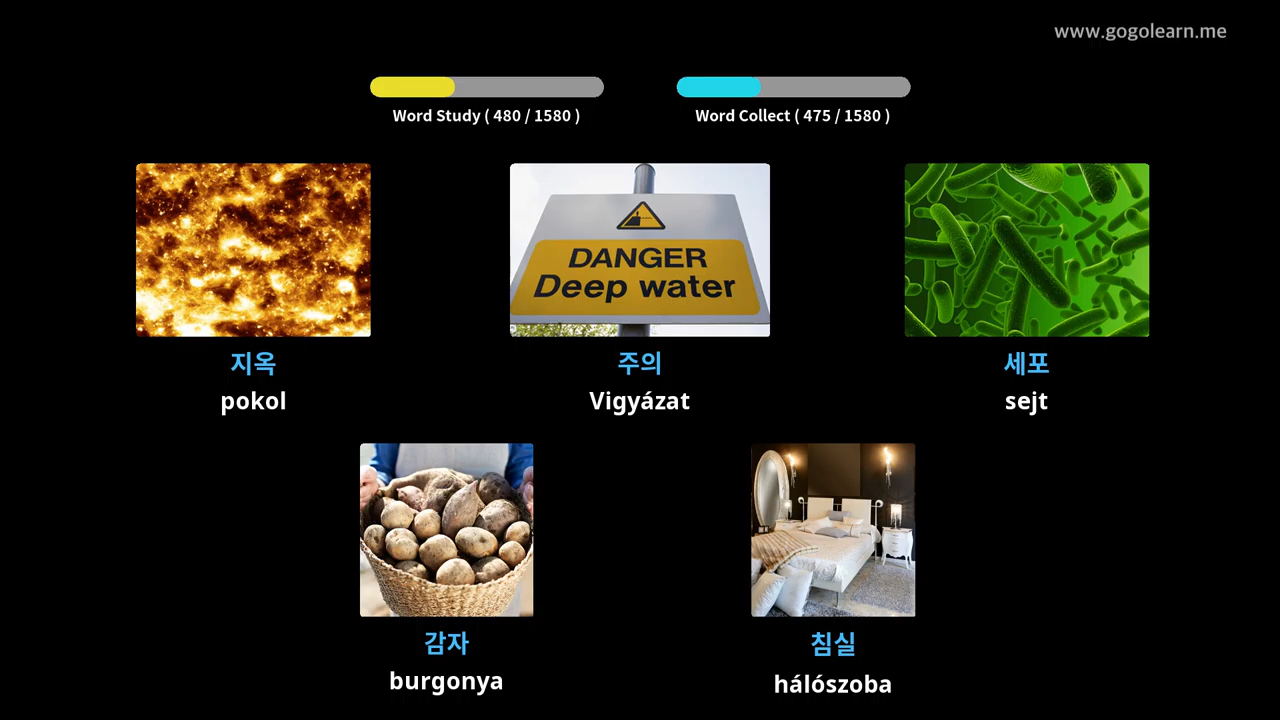 www.gogolearn.me
Word Study ( 480 / 1580 )
Word Collect ( 475 / 1580 )
DANGER
Deep water
지옥
주의
세포
pokol
Vigyázat
sejt
감자
침실
burgonya
hálószoba